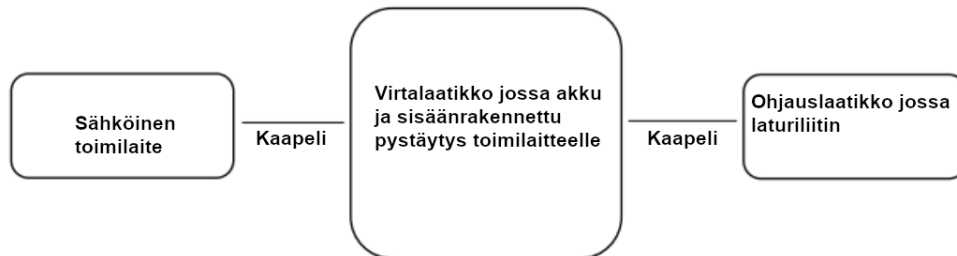 Sähköinen
toimilaite
Kaapeli
Virtalaatikko jossa akku
ja sisäänrakennettu
pystäytys toimilaitteelle
Kaapeli
Ohjauslaatikko jossa
laturiliitin